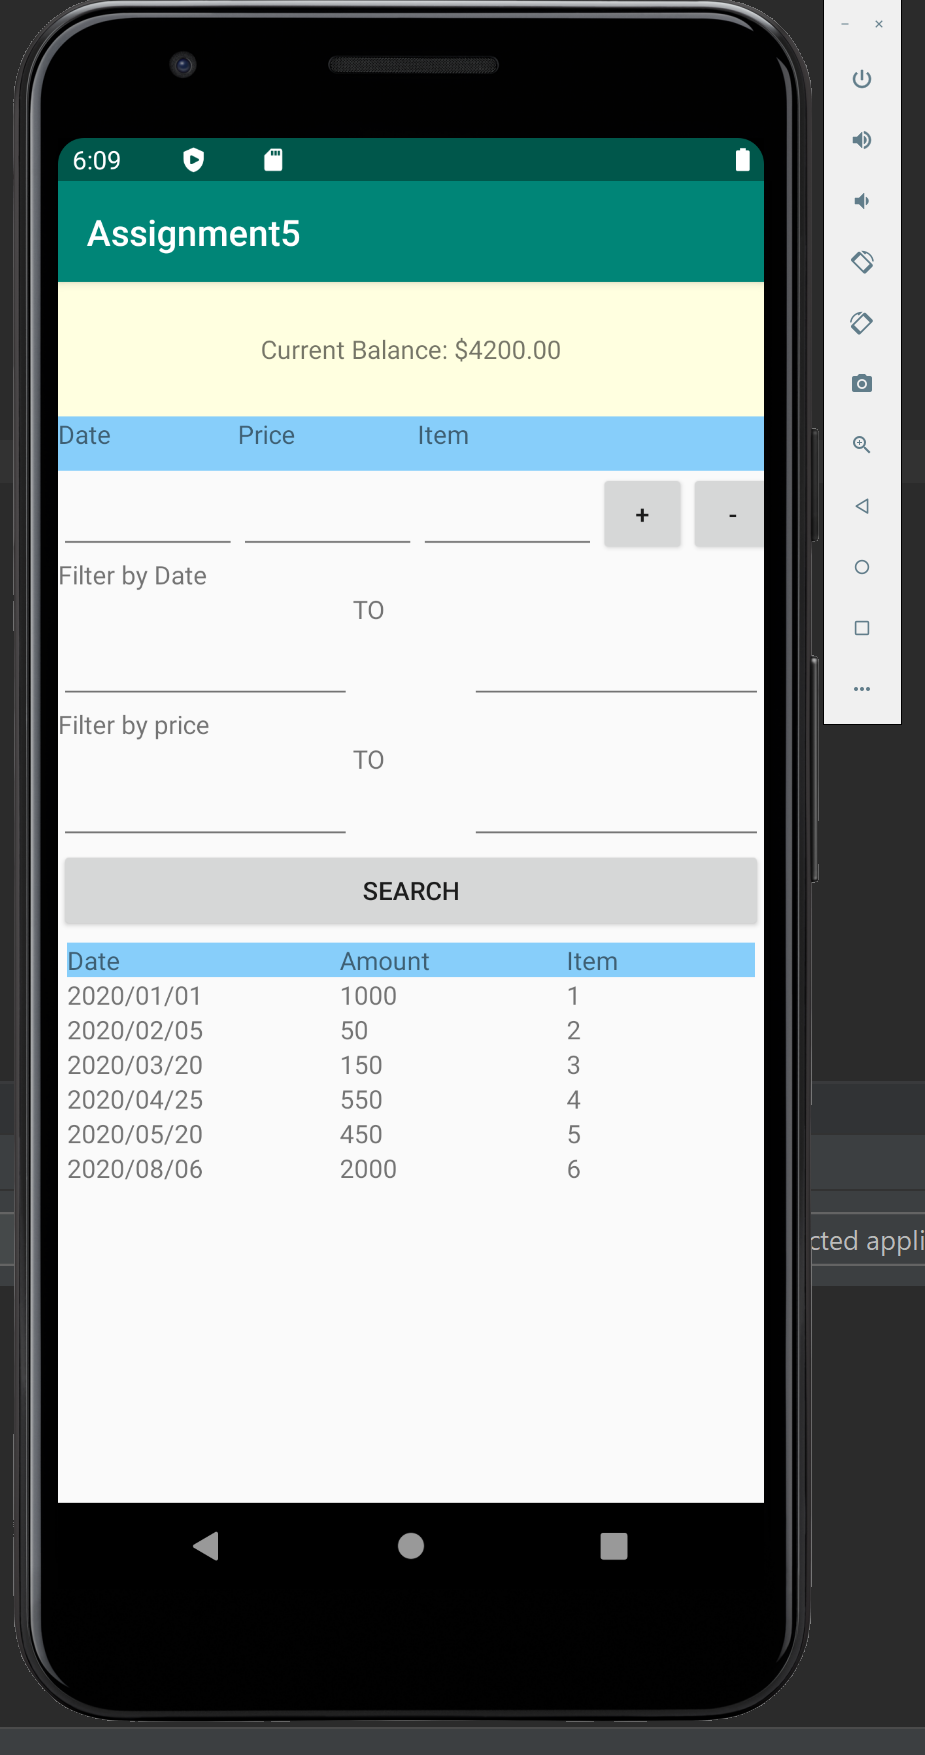 6:09
Assignment5
Current Balance: $4200.00
Date Price Item
+ -
Filter by Date
TO
Filter by price
TO
SEARCH
Date Amount Item
2020/01/01 1000 1
2020/02/05 50 2
2020/03/20 150 3
2020/04/25 550 4
2020/05/20 450 5
2020/08/06 2000 6
cted appli